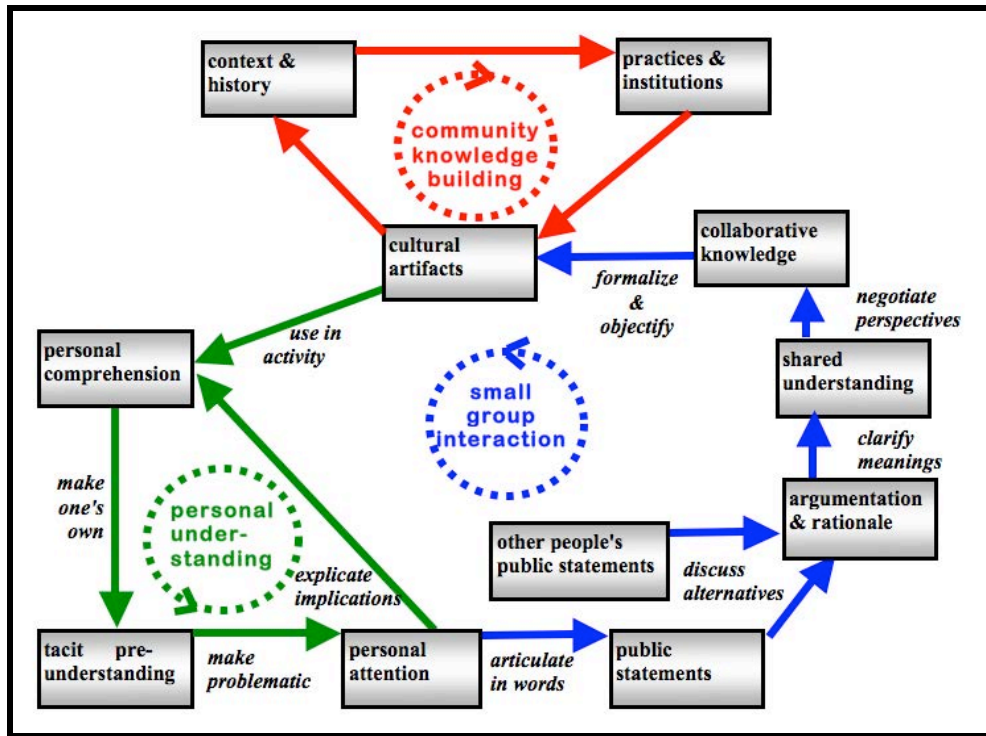 context &
history
practices &
institutions
community
knowledge
building
cultural
artifacts
collaborative
knowledge
formalize
&
objectify
negotiate
perspectives
use in
activity
personal
comprehension
shared
understanding
small
group
interaction
clarify
meanings
make
one's
own
personal
under-
standing
argumentation
& rationale
other people's
public statements
discuss
alternatives
explicate
implications
tacit pre-
understanding
make
problematic
personal
attention
articulate
in words
public
statements